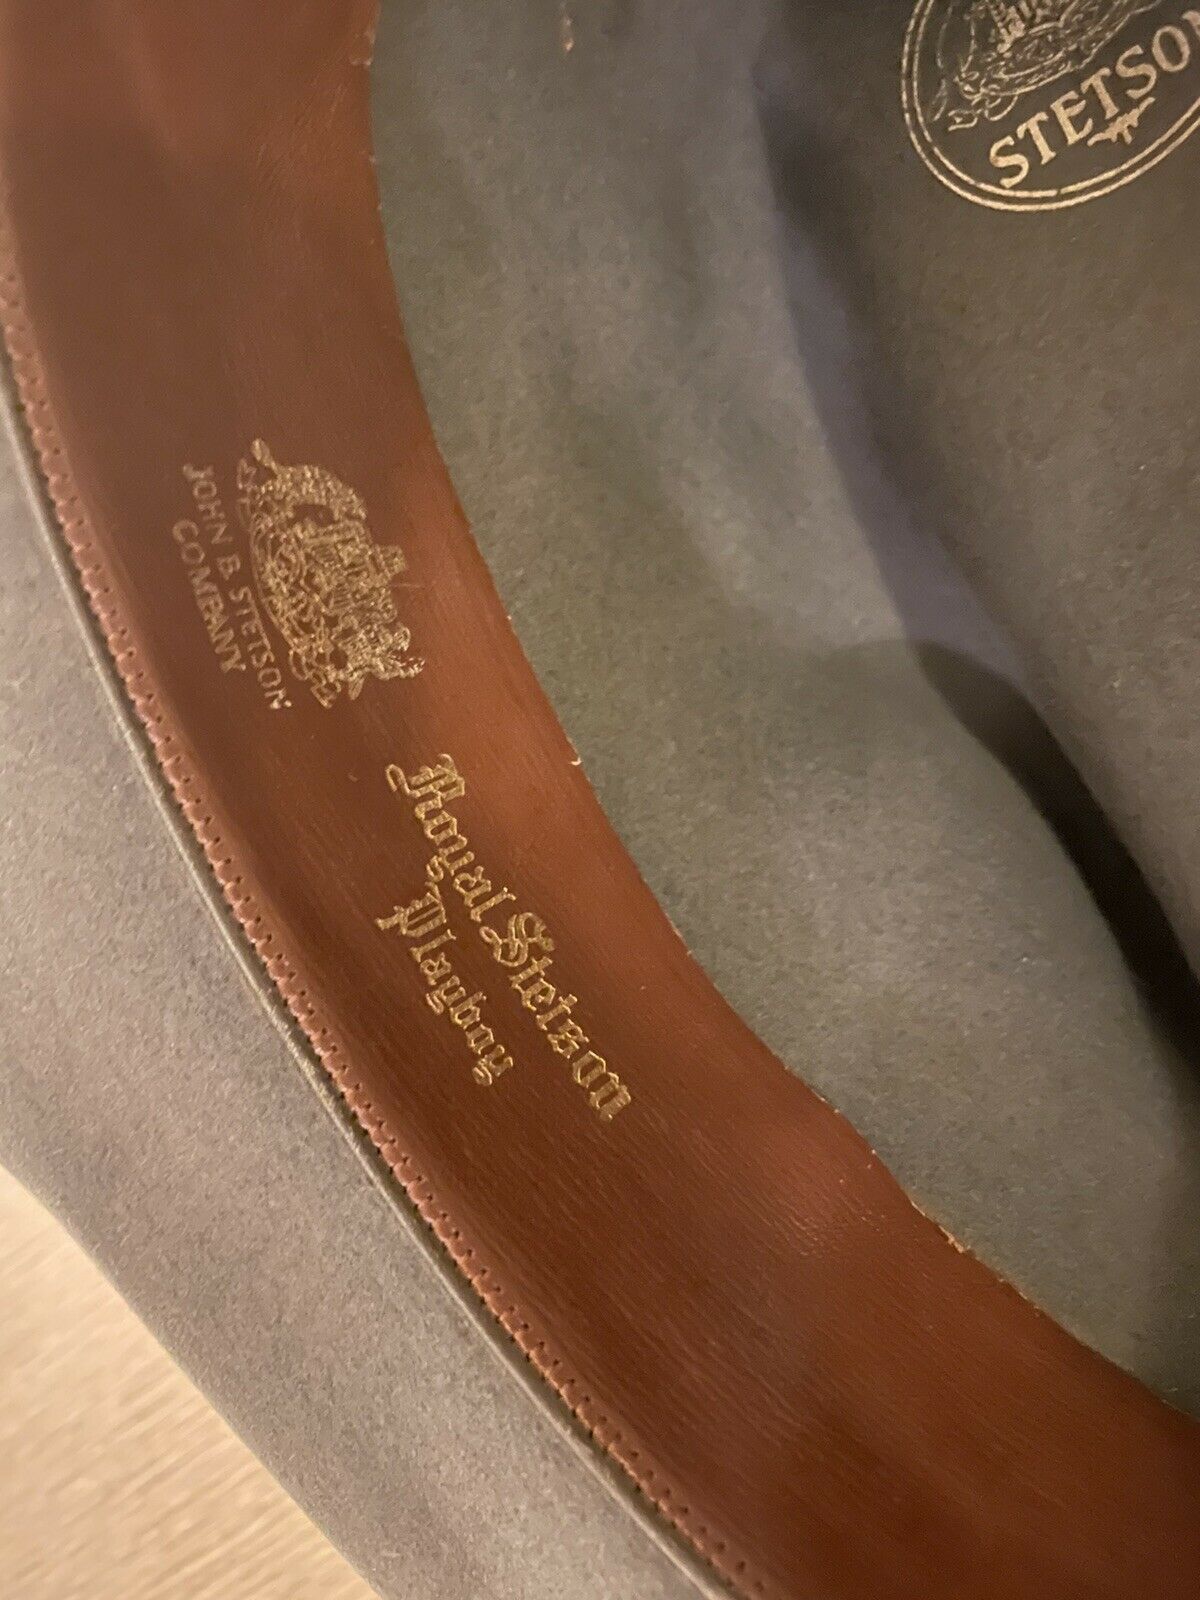 STETSON
JOHN B. STETSON
COMPANY
Royal Stetson
Playboy